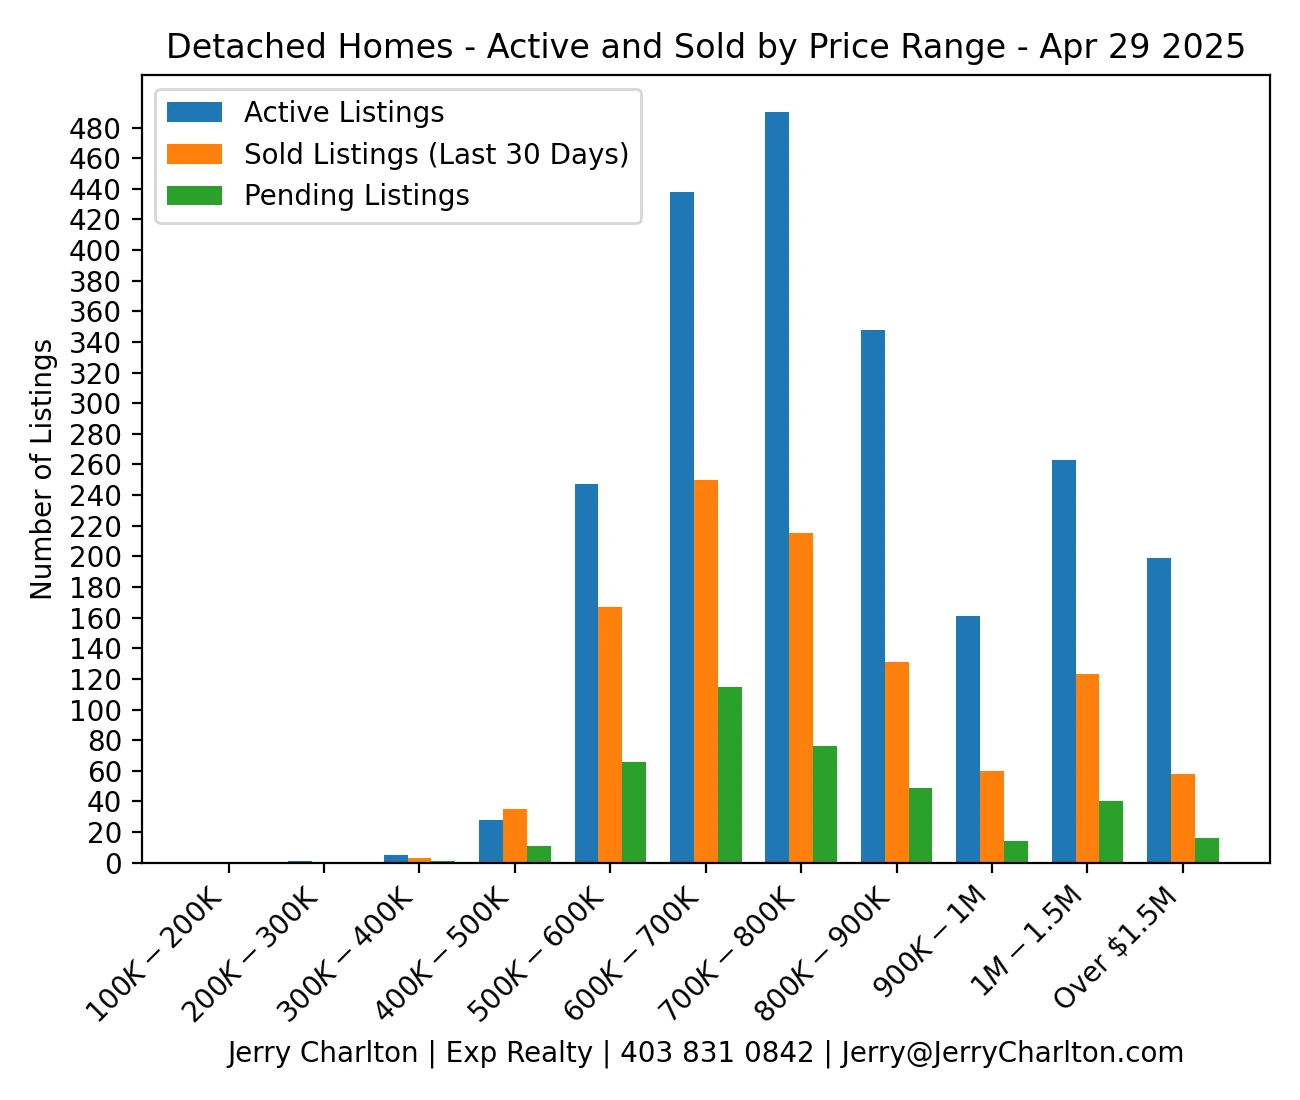 Detached Homes - Active and Sold by Price Range - Apr 29 2025
Active Listings
Sold Listings (Last 30 Days)
Pending Listings
Number of Listings
480
460
440
420
400
380
360
340
320
300
280
260
240
220
200
180
160
140
120
100
80
60
40
20
0
100K − 200K
200K − 300K
300K − 400K
400K − 500K
500K − 600K
600K − 700K
700K − 800K
800K − 900K
900K − 1M
1M − 1.5M
Over $1.5M
Jerry Charlton | Exp Realty | 403 831 0842 | Jerry@JerryCharlton.com